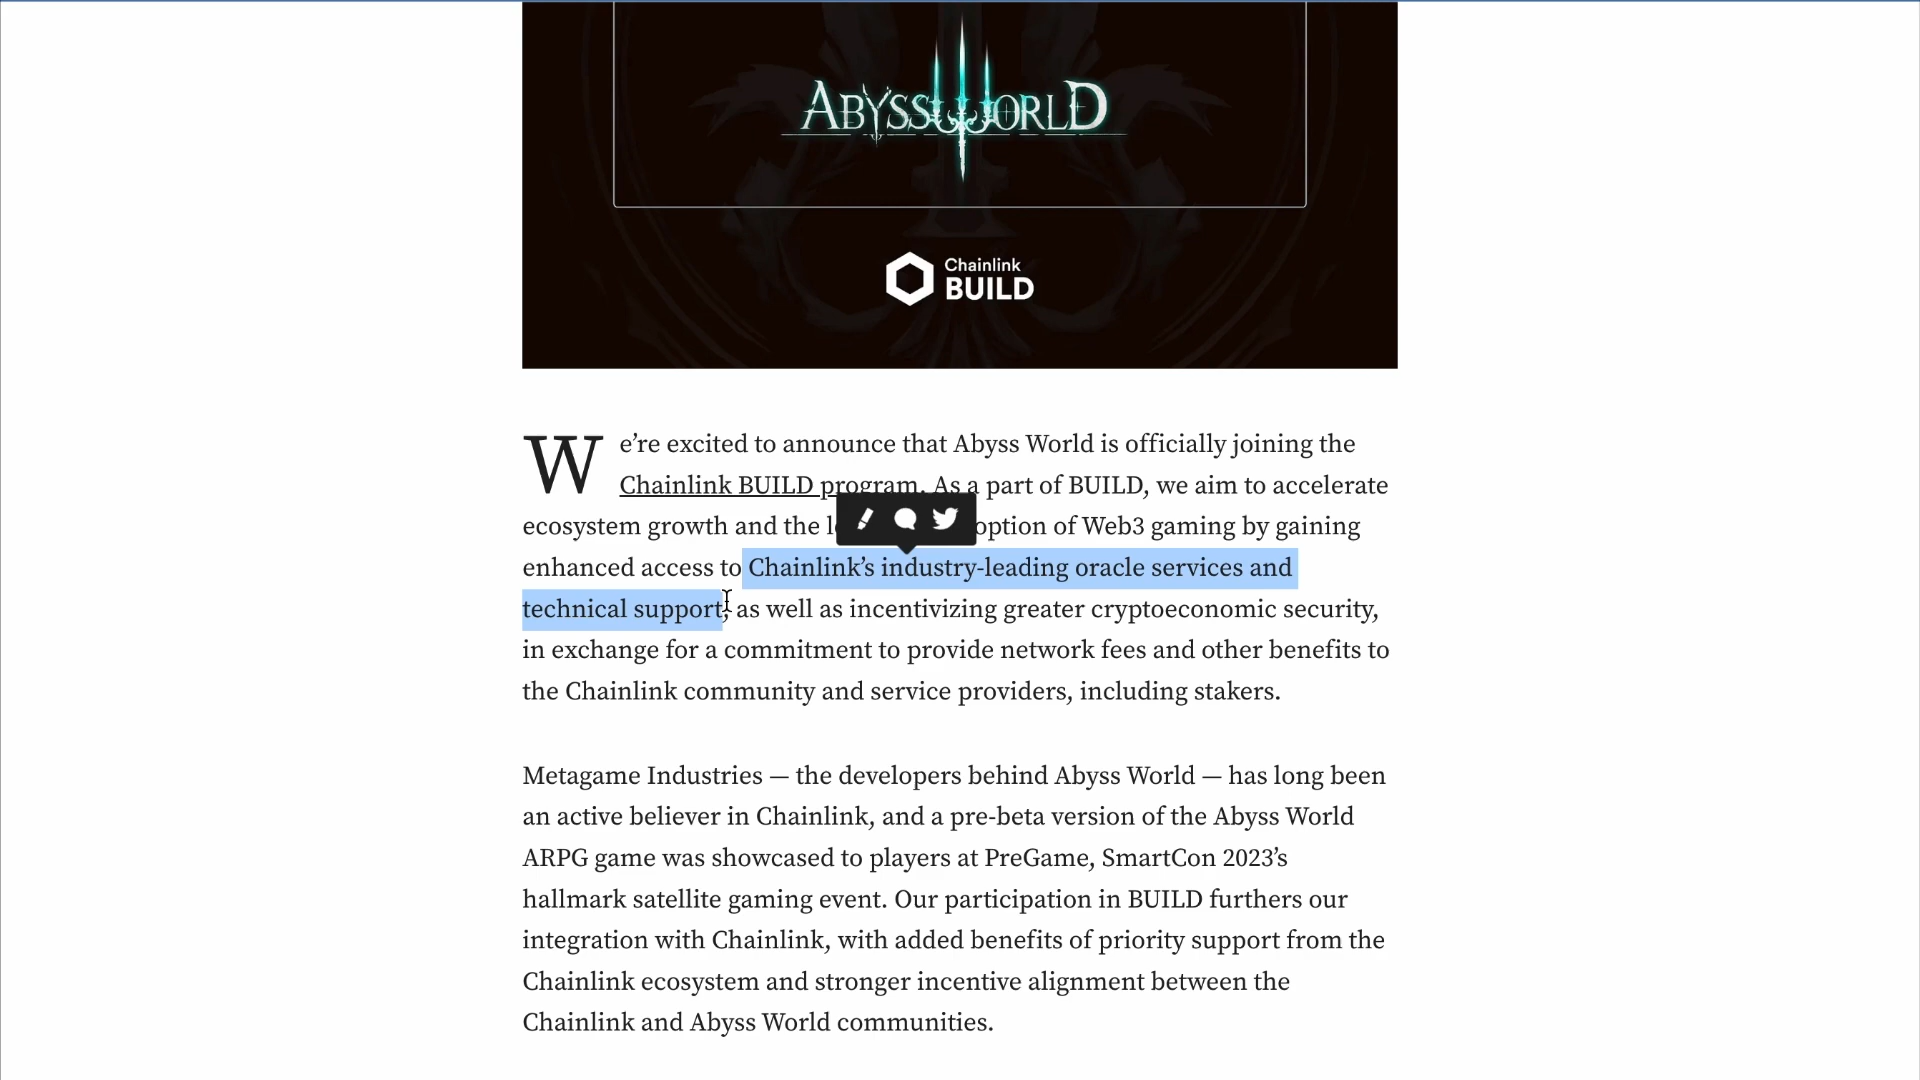 ABYSSWORLD
Chainlink
BUILD
We’re excited to announce that Abyss World is officially joining the
Chainlink BUILD program. As a part of BUILD, we aim to accelerate
ecosystem growth and the option of Web3 gaming by gaining
enhanced access to Chainlink’s industry-leading oracle services and
technical support, as well as incentivizing greater cryptoeconomic security,
in exchange for a commitment to provide network fees and other benefits to
the Chainlink community and service providers, including stakers.
Metagame Industries — the developers behind Abyss World — has long been
an active believer in Chainlink, and a pre-beta version of the Abyss World
ARPG game was showcased to players at PreGame, SmartCon 2023’s
hallmark satellite gaming event. Our participation in BUILD furthers our
integration with Chainlink, with added benefits of priority support from the
Chainlink ecosystem and stronger incentive alignment between the
Chainlink and Abyss World communities.